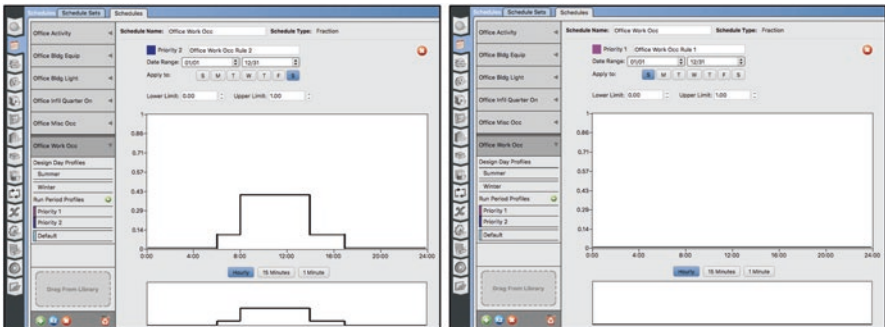 Schedules Schedule Sets Schedules
Office Activity
Office Bldg Equip
Office Bldg Light
Office Infil Quarter On
Office Misc Occ
Office Work Occ
Design Day Profiles
Summer
Winter
Run Period Profiles
Priority 1
Priority 2
Default
Drag From Library
Schedule Name: Office Work Occ Schedule Type: Fraction
Priority 2 Office Work Occ Rule 2
Date Range: 01/01 12/31
Apply to: S M T W T F S
Lower Limit: 0.00 Upper Limit: 1.00
1
0.86
0.71
0.57
0.43
0.29
0.14
0
0:00 4:00 8:00 12:00 16:00 20:00 24:00
Hourly 15 Minutes 1 Minute
Schedules Schedule Sets Schedules
Office Activity
Office Bldg Equip
Office Bldg Light
Office Infil Quarter On
Office Misc Occ
Office Work Occ
Design Day Profiles
Summer
Winter
Run Period Profiles
Priority 1
Priority 2
Default
Drag From Library
Schedule Name: Office Work Occ Schedule Type: Fraction
Priority 1 Office Work Occ Rule 1
Date Range: 01/01 12/31
Apply to: S M T W T F S
Lower Limit: 0.00 Upper Limit: 1.00
1
0.86
0.71
0.57
0.43
0.29
0.14
0
0:00 4:00 8:00 12:00 16:00 20:00 24:00
Hourly 15 Minutes 1 Minute